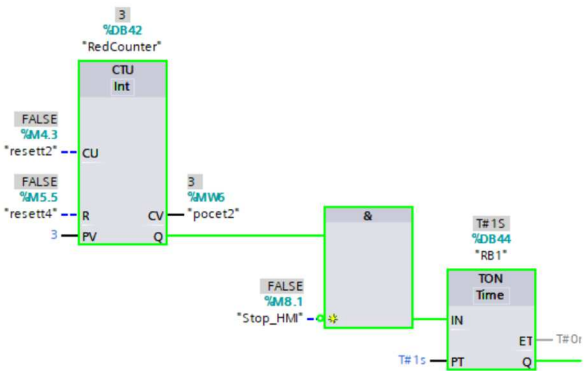 3
%DB42
"RedCounter"
CTU
Int
FALSE
%M4.3
"resett2"
CU
FALSE
%M5.5
"resett4"
R
3
%MW6
CV
"pocet2"
3
PV
Q
&
FALSE
%M8.1
"Stop_HMI"
T#1S
%DB44
"RB1"
TON
Time
IN
ET
T#1s
PT
Q